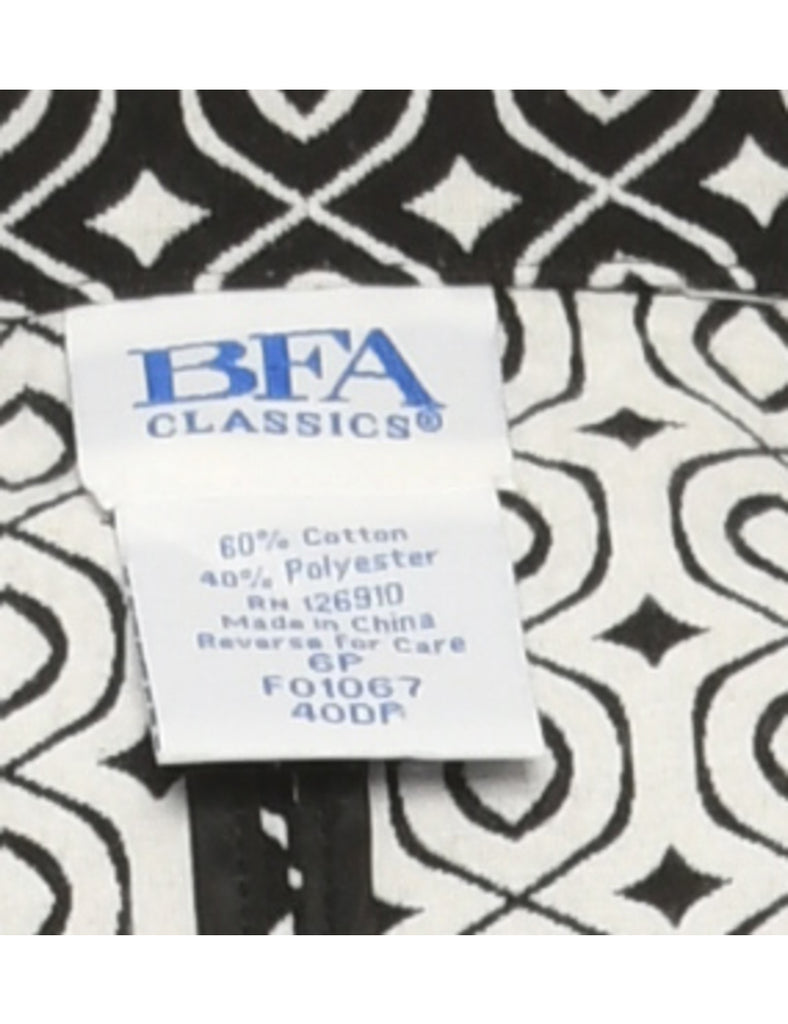 BFA
CLASSICS®
60% Cotton
40% Polyester
RN 126910
Made in China
Reverse for Care
6P
F01067
40DP